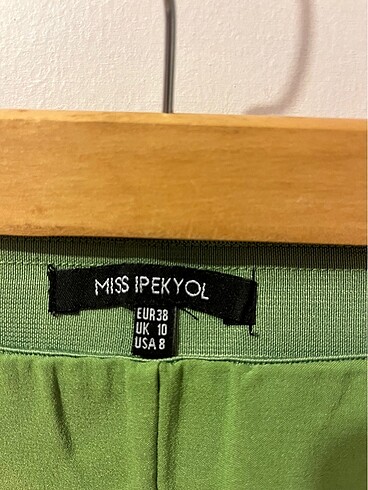 MISS IPEKYOL
EUR38
UK 10
USA 8